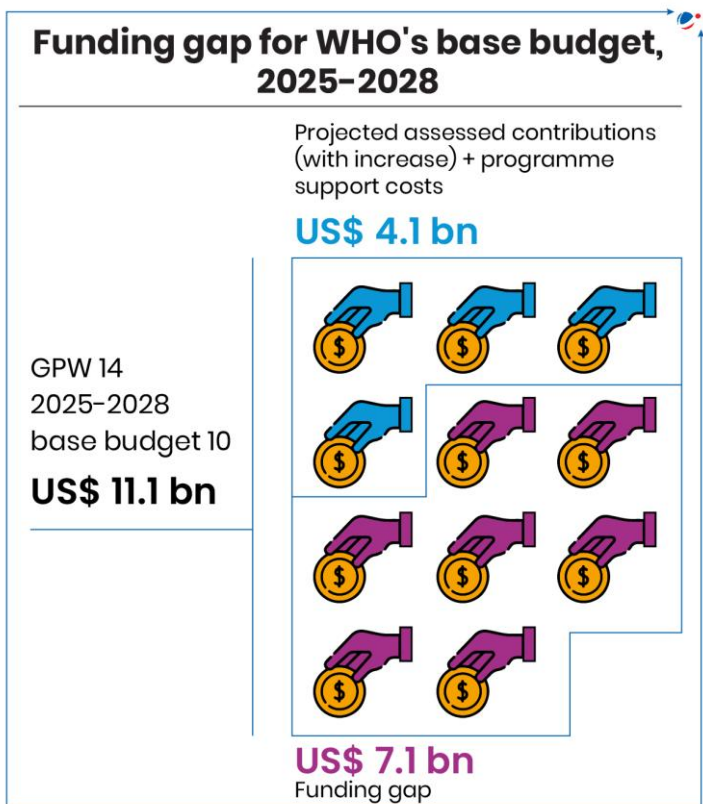 Funding gap for WHO's base budget,
2025-2028
Projected assessed contributions
(with increase) + programme
support costs
US$ 4.1 bn
GPW 14
2025-2028
base budget 10
US$ 11.1 bn
$ $ $
$ $ $
$ $ $
$ $
US$ 7.1 bn
Funding gap